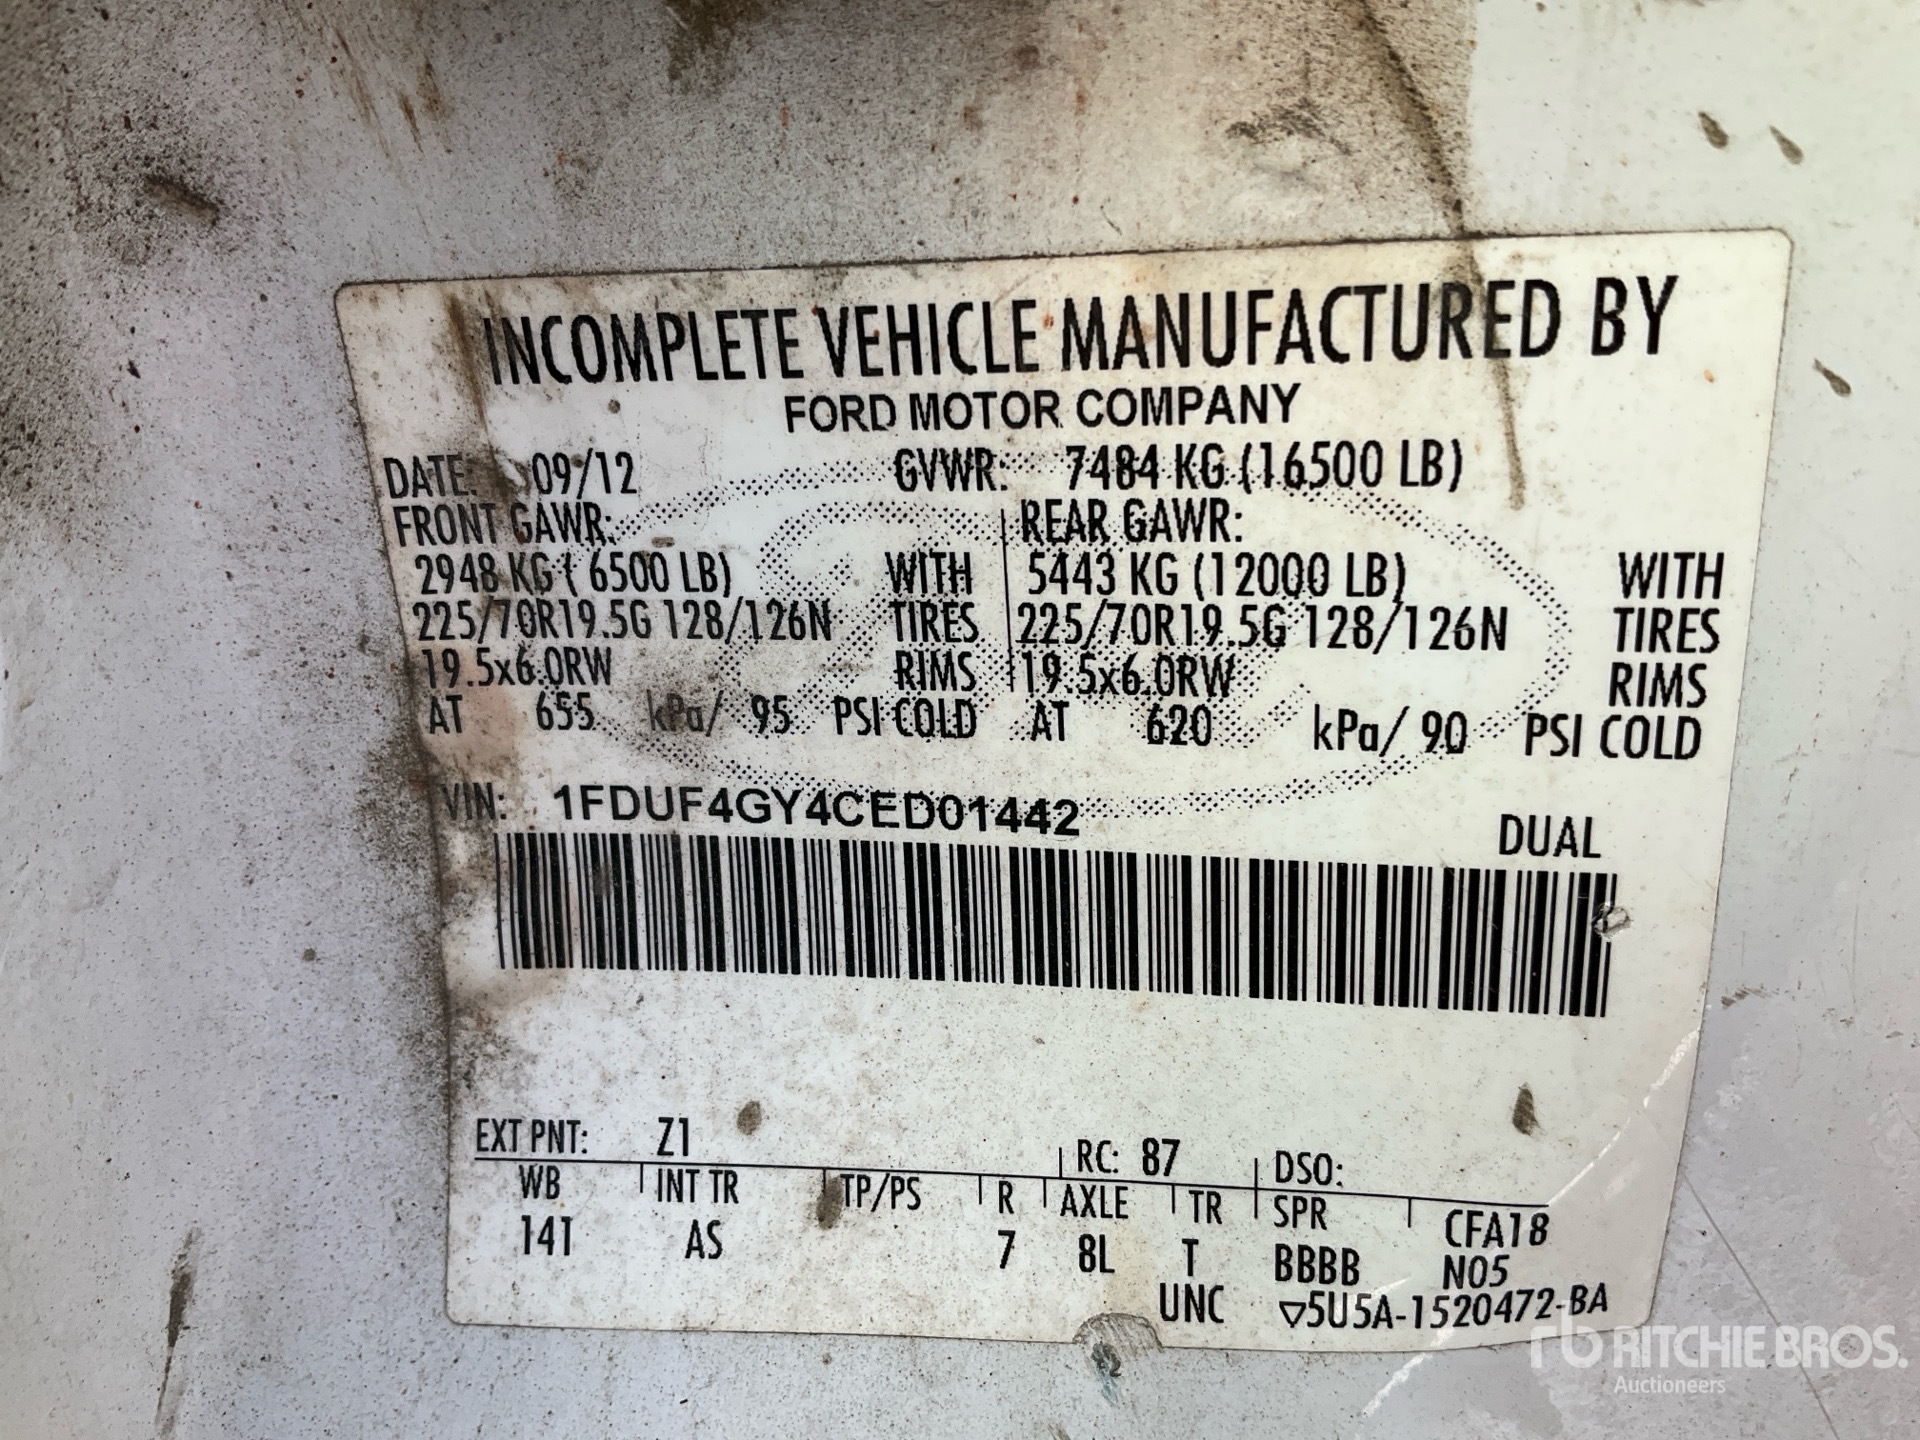 INCOMPLETE VEHICLE MANUFACTURED BY
FORD MOTOR COMPANY
DATE: 09/12 GVWR: 7484 KG (16500 LB)
FRONT GAWR: REAR GAWR:
2948 KG ( 6500 LB) WITH 5443 KG (12000 LB) WITH
225/70R19.5G 128/126N TIRES 225/70R19.5G 128/126N TIRES
19.5x6.0RW RIMS 19.5x6.0RW RIMS
AT 655 kPa/ 95 PSI COLD AT 620 kPa/ 90 PSI COLD
VIN: 1FDUF4GY4CED01442
DUAL
EXT PNT: Z1 RC: 87 DSO:
WB INT TR TP/PS R AXLE TR SPR CFA18
141 AS 7 8L T BBBB N05
UNC ▽5U5A-1520472-BA
rb RITCHIE BROS.
Auctioneers